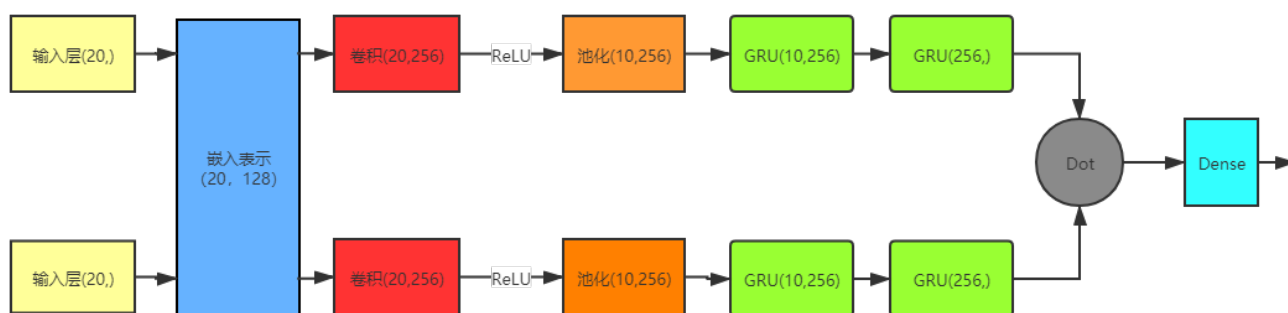 输入层(20,)
卷积(20,256)
ReLU
池化(10,256)
GRU(10,256)
GRU(256,)
嵌入表示
(20，128)
Dot
Dense
输入层(20,)
卷积(20,256)
ReLU
池化(10,256)
GRU(10,256)
GRU(256,)